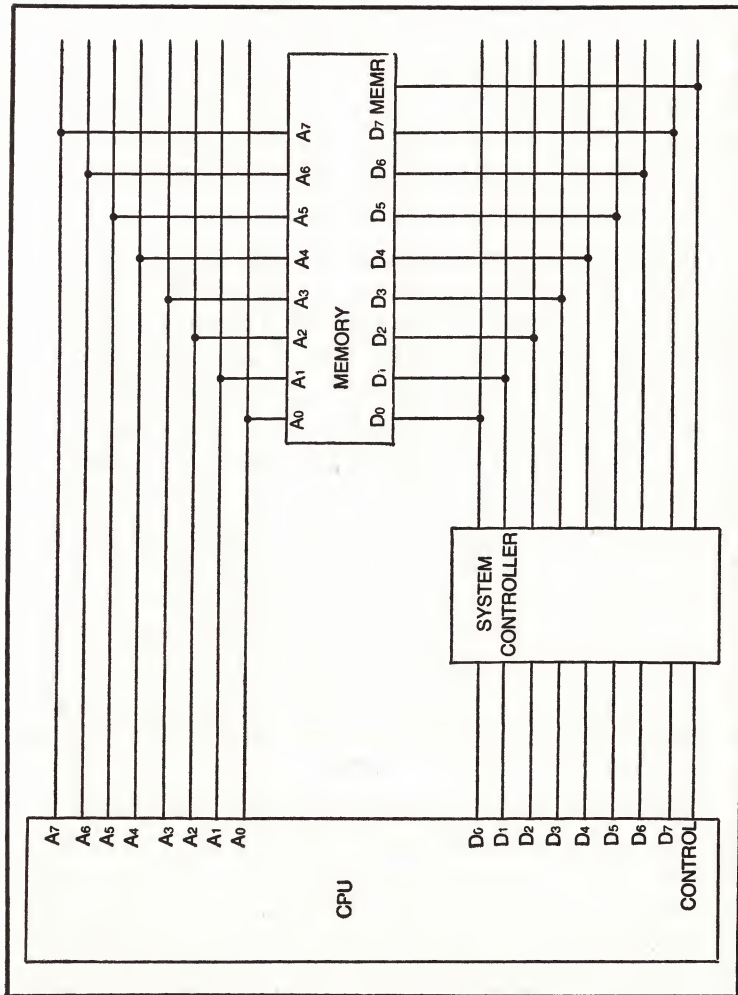 CPU
A7
A6
A5
A4
A3
A2
A1
A0
D0
D1
D2
D3
D4
D5
D6
D7
CONTROL
SYSTEM
CONTROLLER
MEMORY
A0 A1 A2 A3 A4 A5 A6 A7
D0 D1 D2 D3 D4 D5 D6 D7 MEMR